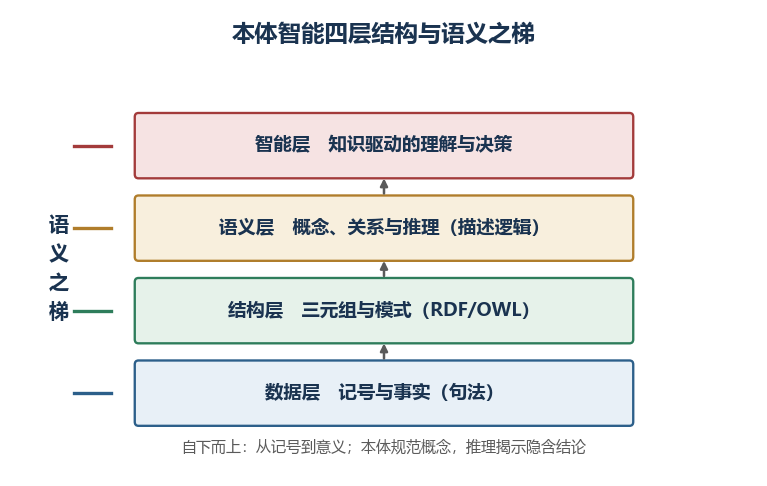 本体智能四层结构与语义之梯
智能层　知识驱动的理解与决策
语义层　概念、关系与推理（描述逻辑）
结构层　三元组与模式（RDF/OWL）
数据层　记号与事实（句法）
语义之梯
自下而上：从记号到意义；本体规范概念，推理揭示隐含结论